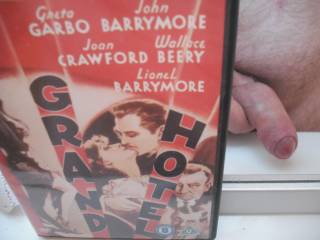 Greta John
GARBO BARRYMORE
Joan Wallace
CRAWFORD BEERY
Lionel
BARRYMORE
GRAND
HOTEL